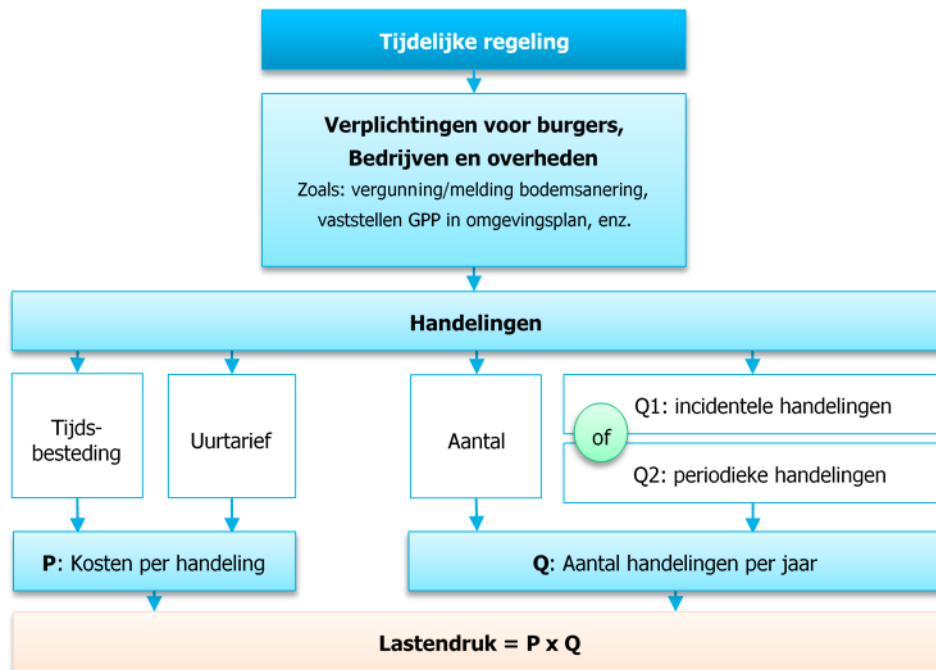 Tijdelijke regeling
Verplichtingen voor burgers,
Bedrijven en overheden
Zoals: vergunning/melding bodemsanering,
vaststellen GPP in omgevingsplan, enz.
Handelingen
Tijds-
besteding
Uurtarief
Aantal
Q1: incidentele handelingen
of
Q2: periodieke handelingen
P: Kosten per handeling
Q: Aantal handelingen per jaar
Lastendruk = P x Q